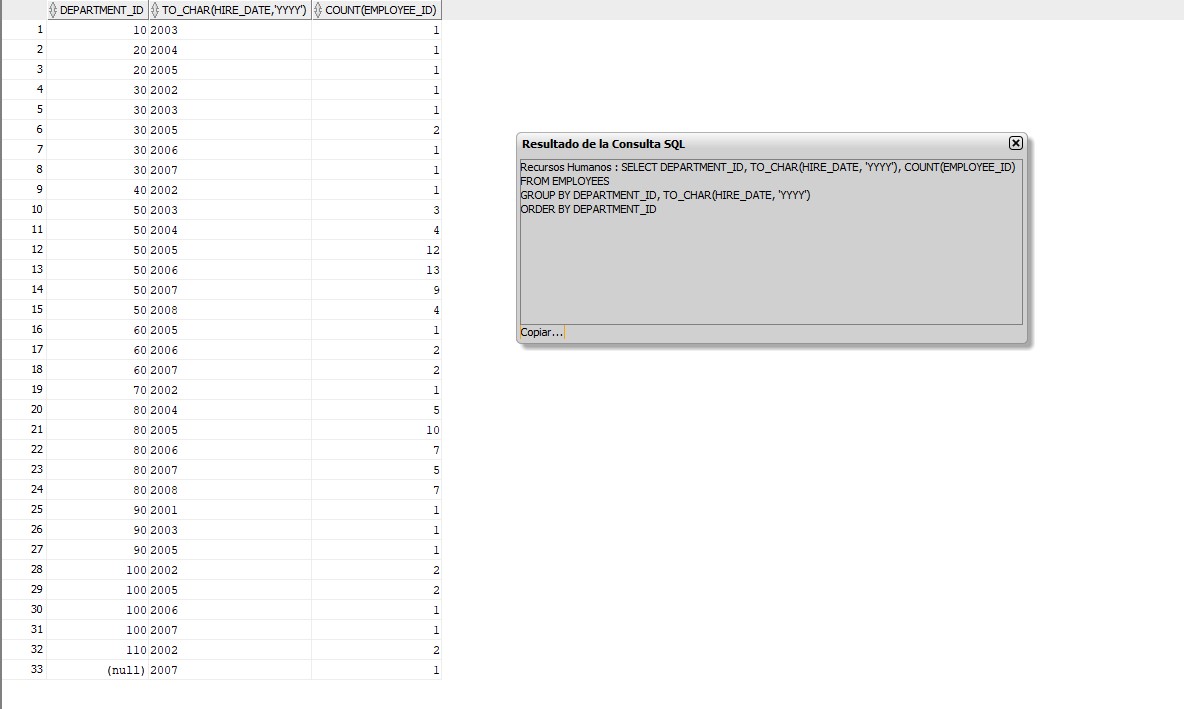 DEPARTMENT_ID TO_CHAR(HIRE_DATE,'YYYY') COUNT(EMPLOYEE_ID)
1 10 2003 1
2 20 2004 1
3 20 2005 1
4 30 2002 1
5 30 2003 1
6 30 2005 2
7 30 2006 1
8 30 2007 1
9 40 2002 1
10 50 2003 3
11 50 2004 4
12 50 2005 12
13 50 2006 13
14 50 2007 9
15 50 2008 4
16 60 2005 1
17 60 2006 2
18 60 2007 2
19 70 2002 1
20 80 2004 5
21 80 2005 10
22 80 2006 7
23 80 2007 5
24 80 2008 7
25 90 2001 1
26 90 2003 1
27 90 2005 1
28 100 2002 2
29 100 2005 2
30 100 2006 1
31 100 2007 1
32 110 2002 2
33 (null) 2007 1
Resultado de la Consulta SQL
Recursos Humanos : SELECT DEPARTMENT_ID, TO_CHAR(HIRE_DATE, 'YYYY'), COUNT(EMPLOYEE_ID)
FROM EMPLOYEES
GROUP BY DEPARTMENT_ID, TO_CHAR(HIRE_DATE, 'YYYY')
ORDER BY DEPARTMENT_ID
Copiar...